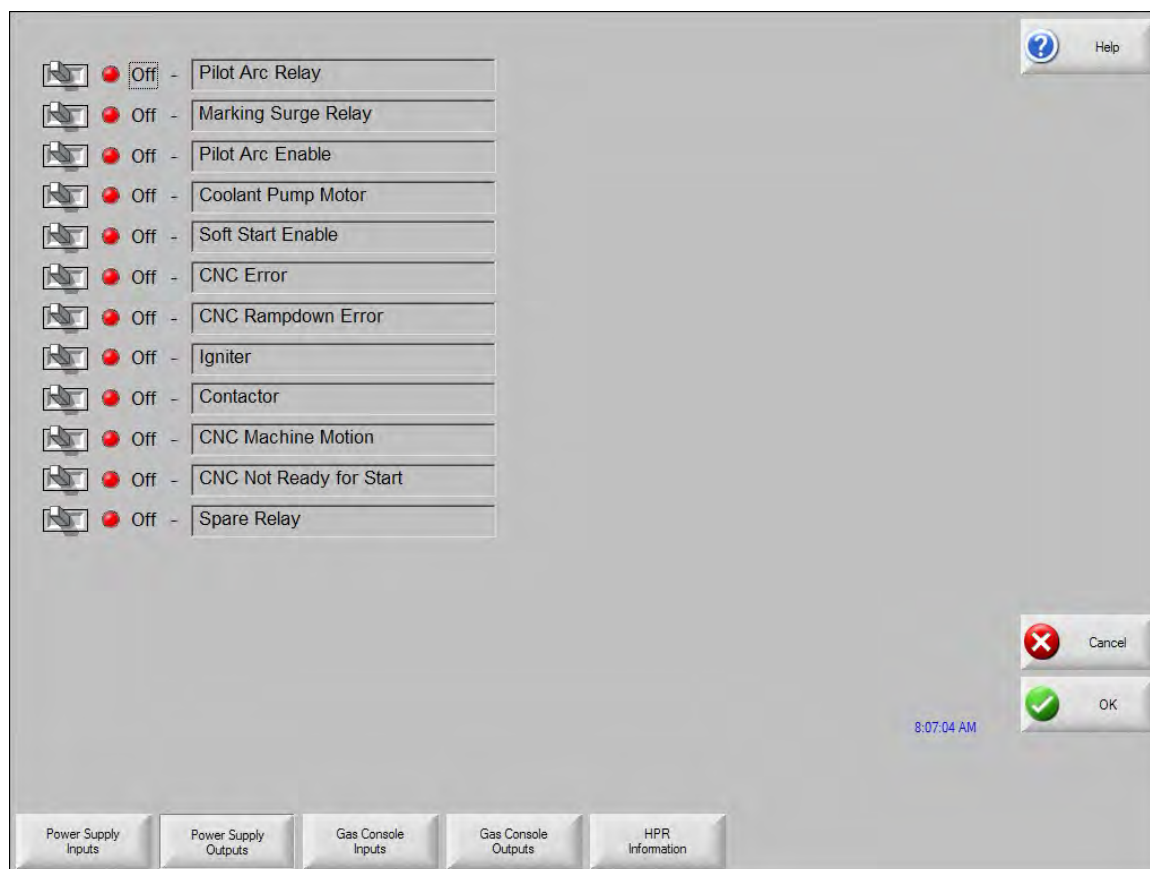 Help
Off - Pilot Arc Relay
Off - Marking Surge Relay
Off - Pilot Arc Enable
Off - Coolant Pump Motor
Off - Soft Start Enable
Off - CNC Error
Off - CNC Rampdown Error
Off - Igniter
Off - Contactor
Off - CNC Machine Motion
Off - CNC Not Ready for Start
Off - Spare Relay
Cancel
OK
8:07:04 AM
Power Supply
Inputs
Power Supply
Outputs
Gas Console
Inputs
Gas Console
Outputs
HPR
Information